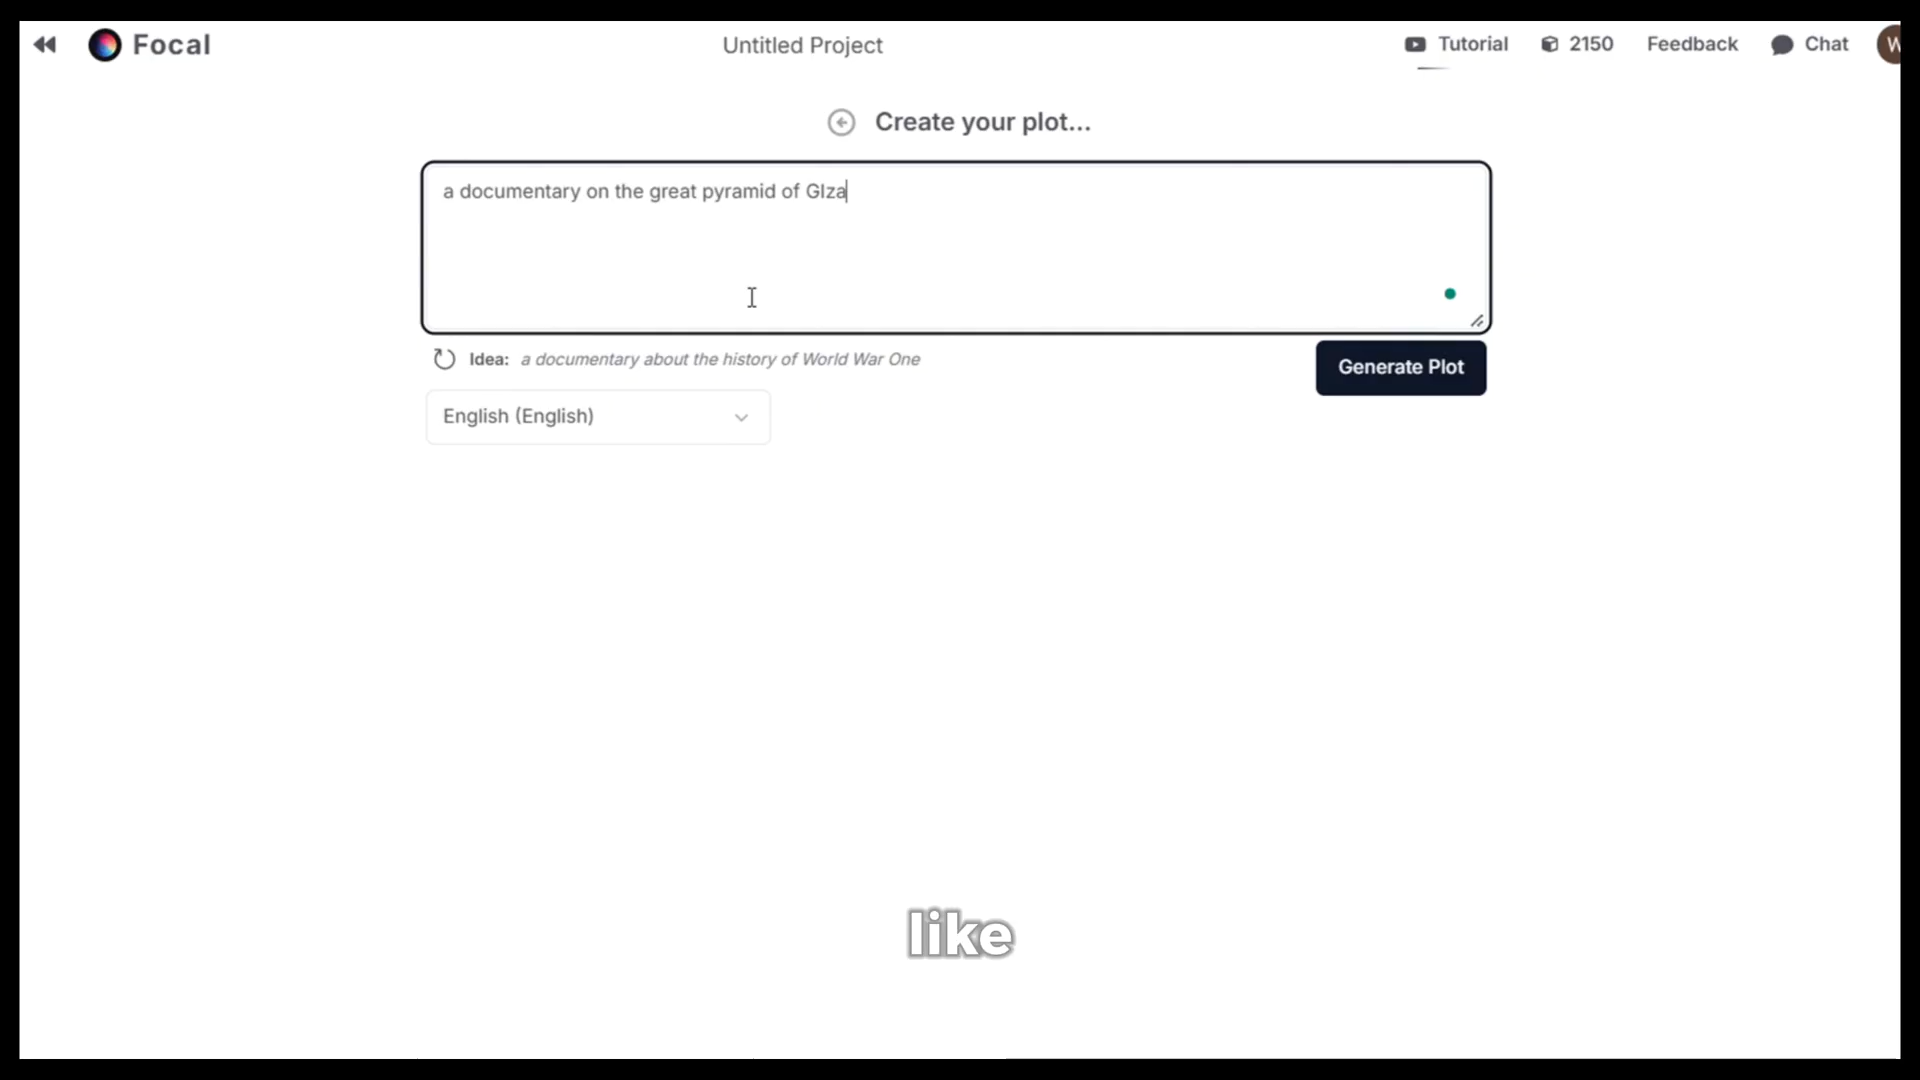 Focal
Untitled Project
Tutorial
2150
Feedback
Chat
W
Create your plot...
a documentary on the great pyramid of GIza
Idea: a documentary about the history of World War One
Generate Plot
English (English)
like